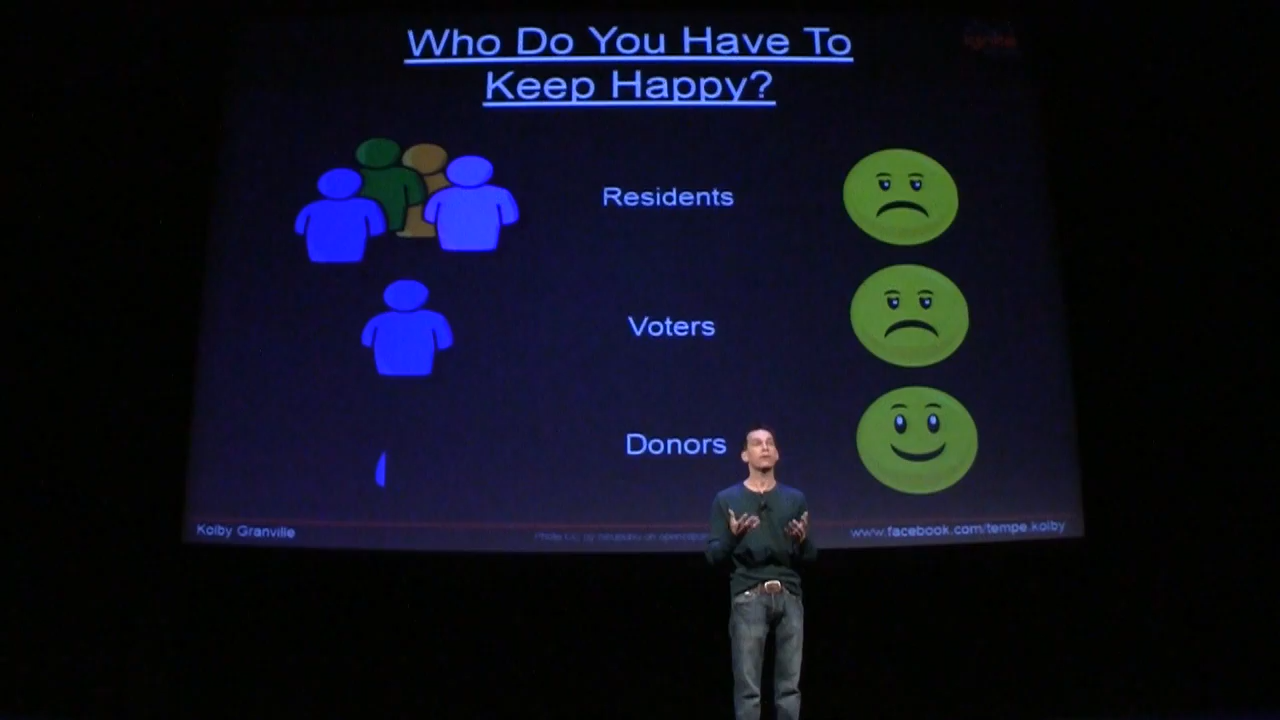 Who Do You Have To
Keep Happy?
Residents
Voters
Donors
Kolby Granville
www.facebook.com/tempe.kolby